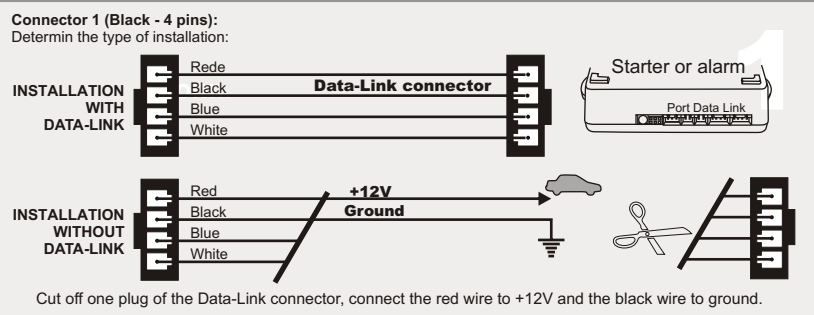 Connector 1 (Black - 4 pins):
Determin the type of installation:
1
INSTALLATION
WITH
DATA-LINK
Rede
Black
Blue
White
Data-Link connector
Starter or alarm
Port Data Link
INSTALLATION
WITHOUT
DATA-LINK
Red
Black
Blue
White
+12V
Ground
Cut off one plug of the Data-Link connector, connect the red wire to +12V and the black wire to ground.